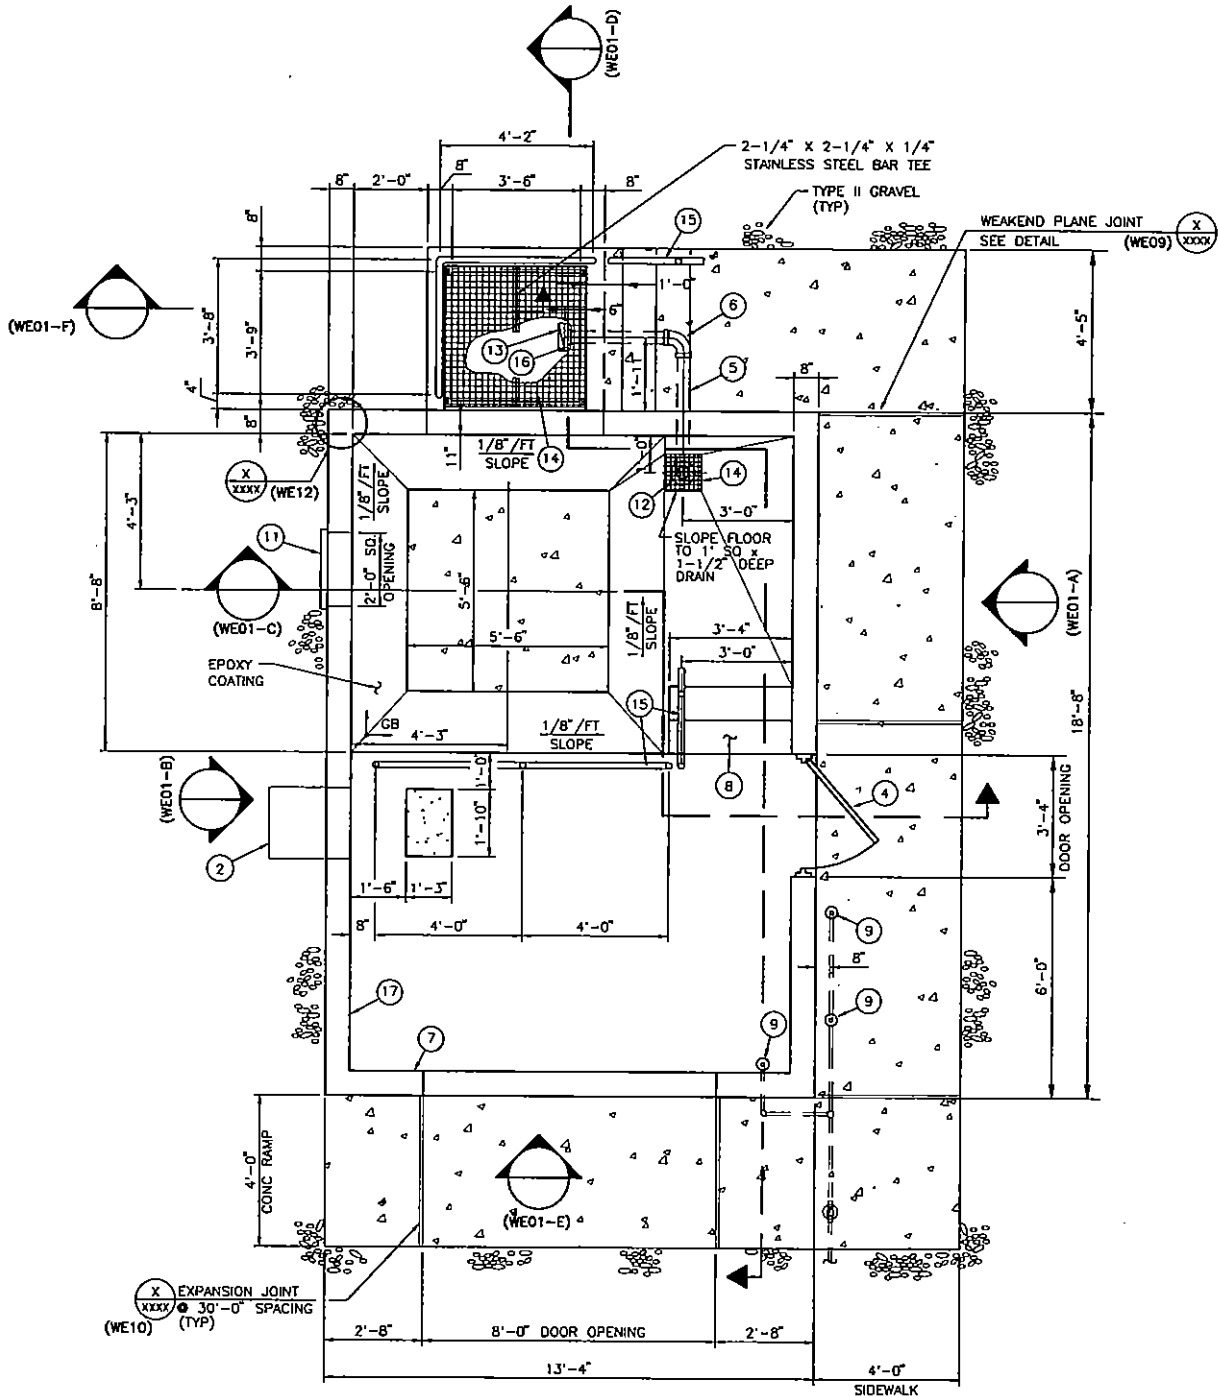 (WE01-D)
4'-2"
2-1/4" X 2-1/4" X 1/4"
STAINLESS STEEL BAR TEE
8"
8"
2'-0"
3'-6"
8"
TYPE II GRAVEL
(TYP)
15
WEAKEND PLANE JOINT
SEE DETAIL
(WE09)
X
XXXX
8"
(WE01-F)
3'-8"
3'-9"
4"
8"
1'-0"
6"
6
13
16
5
1'-11"
8"
4'-5"
X
XXXX
(WE12)
1/8"/FT
SLOPE
11"
1/8"/FT
SLOPE
14
14
12
3'-0"
SLOPE FLOOR
TO 1' SQ x
1-1/2" DEEP
DRAIN
4'-3"
8'-8"
11
2'-0" SQ.
OPENING
(WE01-C)
5'-6"
5'-6"
1/8"/FT
SLOPE
3'-4"
3'-0"
(WE01-A)
18'-8"
EPOXY
COATING
GB
4'-3"
15
1/8"/FT
SLOPE
8
(WE01-B)
1'-0"
1'-10"
4
3'-4"
DOOR OPENING
2
1'-6"
1'-3"
8"
4'-0"
4'-0"
9
8"
6'-0"
17
9
7
9
4'-0"
CONC RAMP
(WE01-E)
X
XXXX
(WE10)
EXPANSION JOINT
@ 30'-0" SPACING
(TYP)
2'-8"
8'-0" DOOR OPENING
2'-8"
13'-4"
4'-0"
SIDEWALK